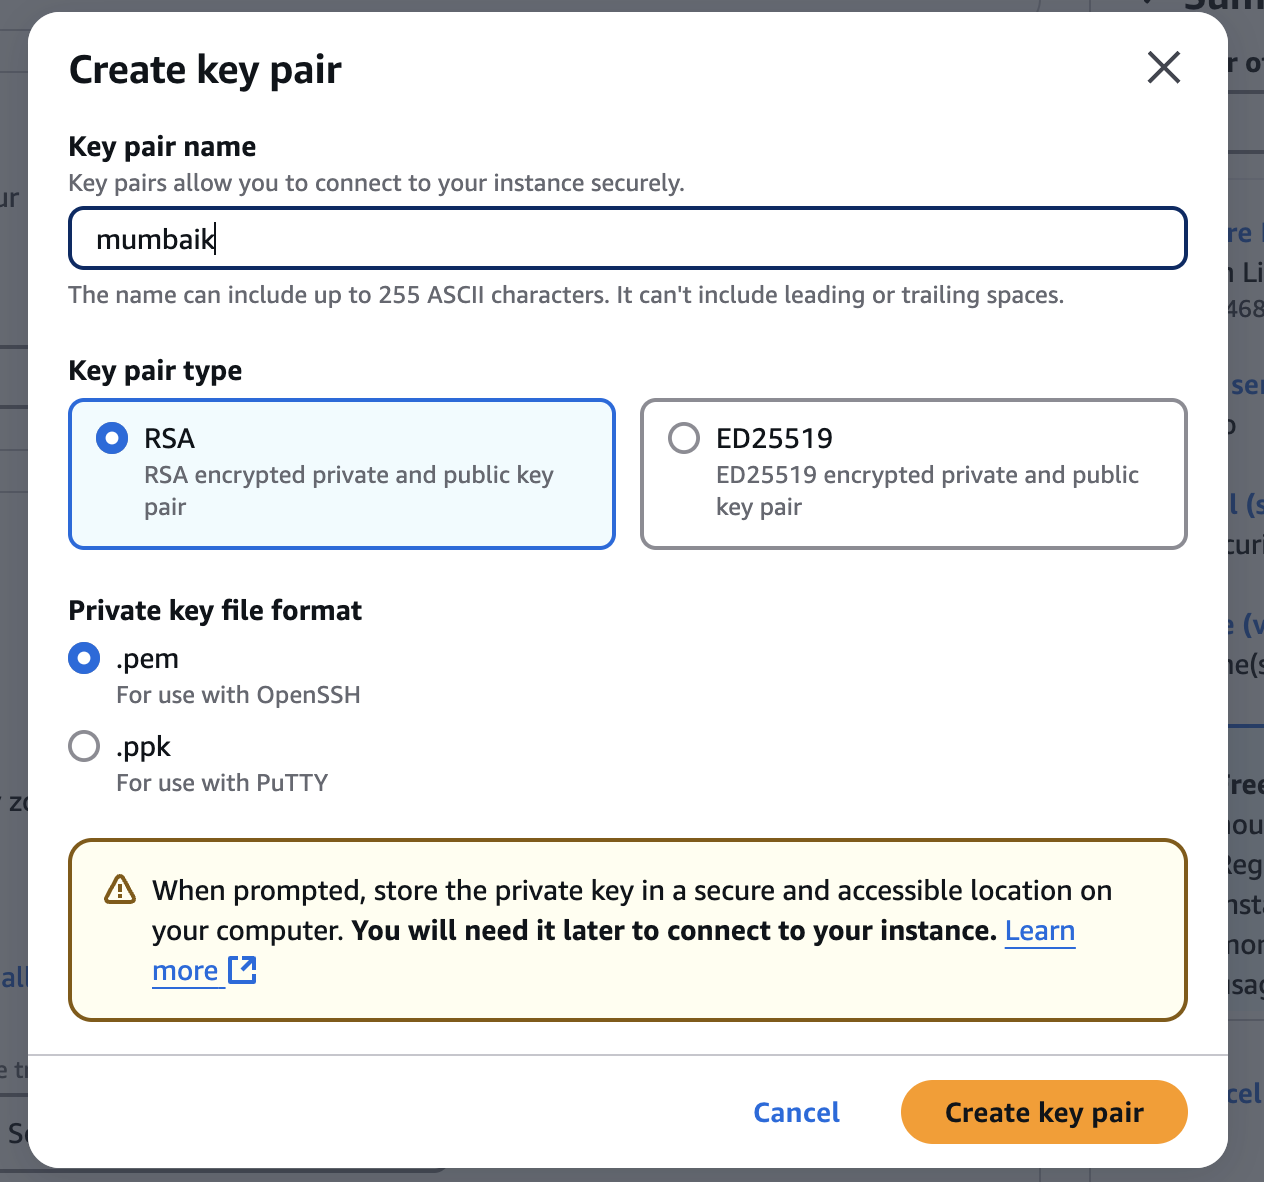 Create key pair
Key pair name
Key pairs allow you to connect to your instance securely.
mumbaik
The name can include up to 255 ASCII characters. It can't include leading or trailing spaces.
Key pair type
RSA
RSA encrypted private and public key
pair
ED25519
ED25519 encrypted private and public
key pair
Private key file format
.pem
For use with OpenSSH
.ppk
For use with PuTTY
When prompted, store the private key in a secure and accessible location on
your computer. You will need it later to connect to your instance. Learn
more
Cancel
Create key pair